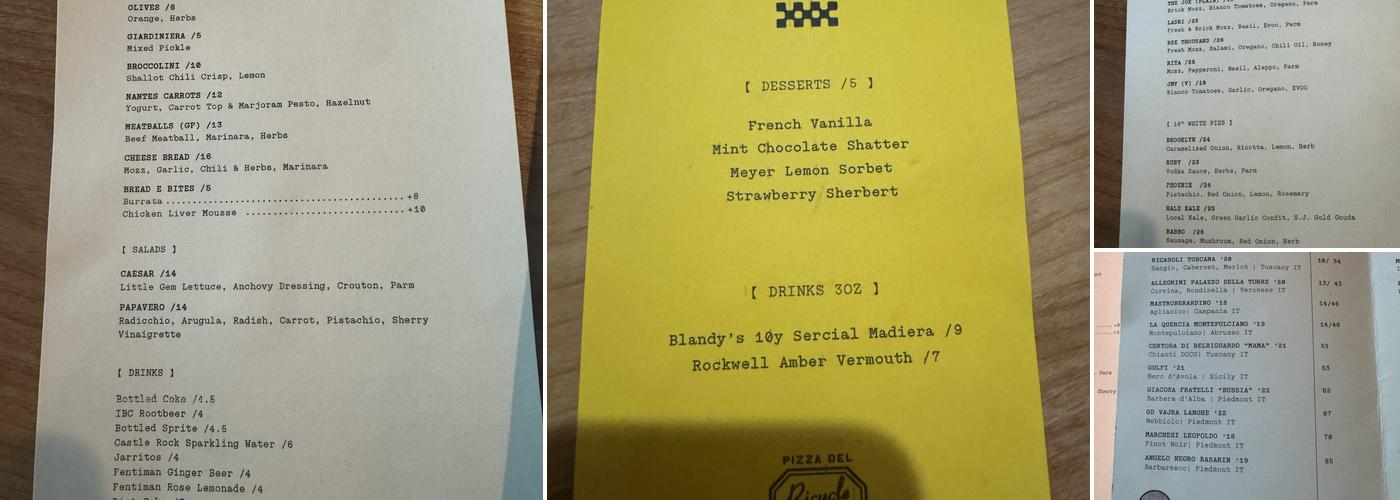 OLIVES /6
Orange, Herbs
GIARDINIERA /5
Mixed Pickle
BROCCOLINI /10
Shallot Chili Crisp, Lemon
NANTES CARROTS /12
Yogurt, Carrot Top & Marjoram Pesto, Hazelnut
MEATBALLS (GF) /13
Beef Meatball, Marinara, Herbs
CHEESE BREAD /16
Mozz, Garlic, Chili & Herbs, Marinara
BREAD E BITES /5
Burrata ........................................ +8
Chicken Liver Mousse ........................... +10
[ SALADS ]
CAESAR /14
Little Gem Lettuce, Anchovy Dressing, Crouton, Parm
PAPAVERO /14
Radicchio, Arugula, Radish, Carrot, Pistachio, Sherry
Vinaigrette
[ DRINKS ]
Bottled Coke /4.5
IBC Rootbeer /4
Bottled Sprite /4.5
Castle Rock Sparkling Water /6
Jarritos /4
Fentiman Ginger Beer /4
Fentiman Rose Lemonade /4
[ DESSERTS /5 ]
French Vanilla
Mint Chocolate Shatter
Meyer Lemon Sorbet
Strawberry Sherbert
[ DRINKS 3OZ ]
Blandy's 10y Sercial Madiera /9
Rockwell Amber Vermouth /7
PIZZA DEL
Bicycle
THE JOE (PLAIN)
Brick Mozz, Bianco Tomatoes, Oregano, Parm
LADRI /23
Fresh & Brick Mozz, Basil, Evoo, Parm
BEE THOUSAND /26
Fresh Mozz, Salami, Oregano, Chili Oil, Honey
RITA /25
Mozz, Pepperoni, Basil, Aleppo, Parm
JMV (V) /19
Bianco Tomatoes, Garlic, Oregano, EVOO
[ 16" WHITE PIES ]
BROOKLYN /24
Caramelized Onion, Ricotta, Lemon, Herb
RUBY /23
Vodka Sauce, Herbs, Parm
PHOENIX /24
Pistachio, Red Onion, Lemon, Rosemary
HALE KALE /25
Local Kale, Green Garlic Confit, S.J. Gold Gouda
BABBO /26
Sausage, Mushroom, Red Onion, Herb
RICASOLI TOSCANA '20 10/ 34
Sangio, Cabernet, Merlot | Tuscany IT
ALLEGRINI PALAZZO DELLA TORRE '20 13/ 43
Corvina, Rondinella | Veronese IT
MASTROBERARDINO '18 14/46
Aglianico| Campania IT
LA QUERCIA MONTEPULCIANO '19 14/48
Montepulciano| Abruzzo IT
CERTOSA DI BELRIGUARDO "MAMA" '21 51
Chianti DOCG| Tuscany IT
GULFI '21 53
Nero d'Avola | Sicily IT
GIACOSA FRATELLI "BUSSIA" '22 62
Barbera d'Alba | Piedmont IT
GD VAJRA LANGHE '22 67
Nebbiolo| Piedmont IT
MARCHESI LEOPOLDO '18 70
Pinot Noir| Piedmont IT
ANGELO NEGRO BASARIN '19 85
Barbaresco| Piedmont IT
Parm
Sherry